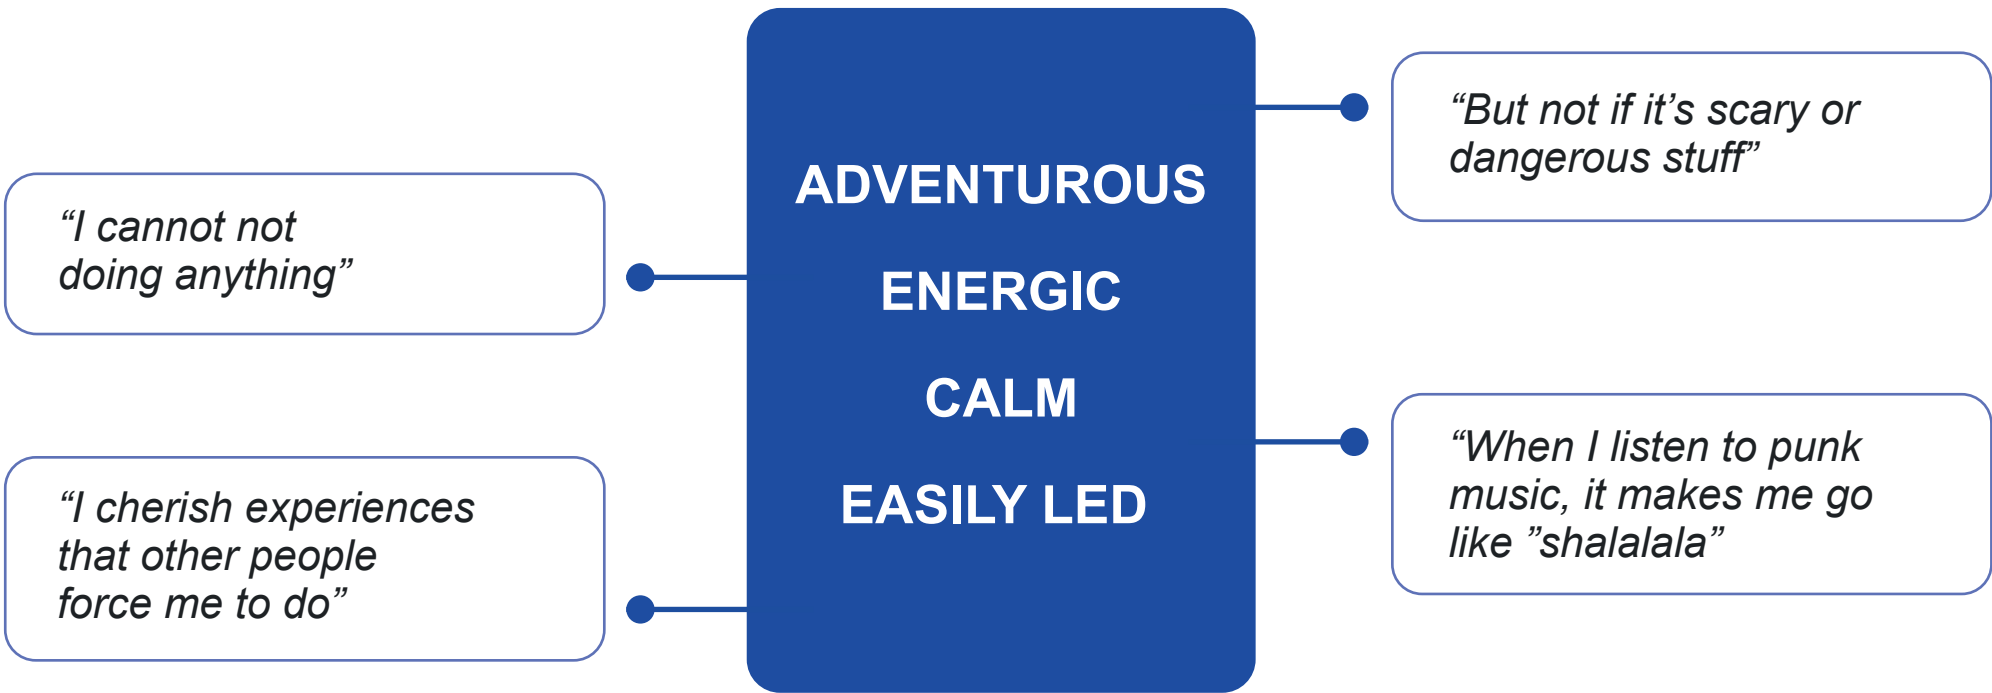 ADVENTUROUS
ENERGIC
CALM
EASILY LED
“I cannot not
doing anything”
“I cherish experiences
that other people
force me to do”
“But not if it’s scary or
dangerous stuff”
“When I listen to punk
music, it makes me go
like ”shalalala”